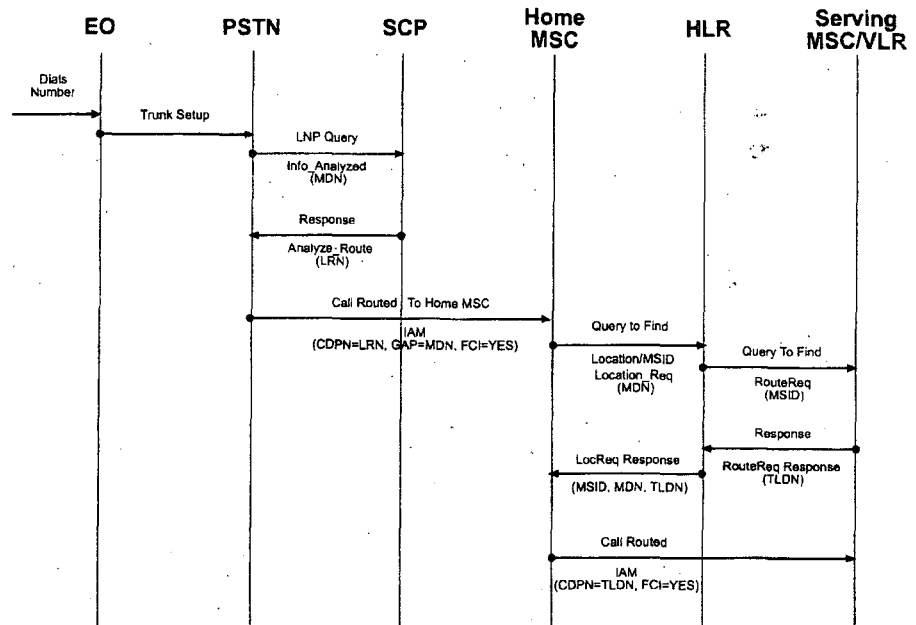 EO
PSTN
SCP
Home
MSC
HLR
Serving
MSC/VLR
Dials
Number
Trunk Setup
LNP Query
Info_Analyzed
(MDN)
Response
Analyze-Route
(LRN)
Call Routed To Home MSC
IAM
(CDPN=LRN, GAP=MDN, FCI=YES)
Query to Find
Location/MSID
Location_Req
(MDN)
Query To Find
RouteReq
(MSID)
Response
RouteReq Response
(TLDN)
LocReq Response
(MSID, MDN, TLDN)
Call Routed
IAM
(CDPN=TLDN, FCI=YES)